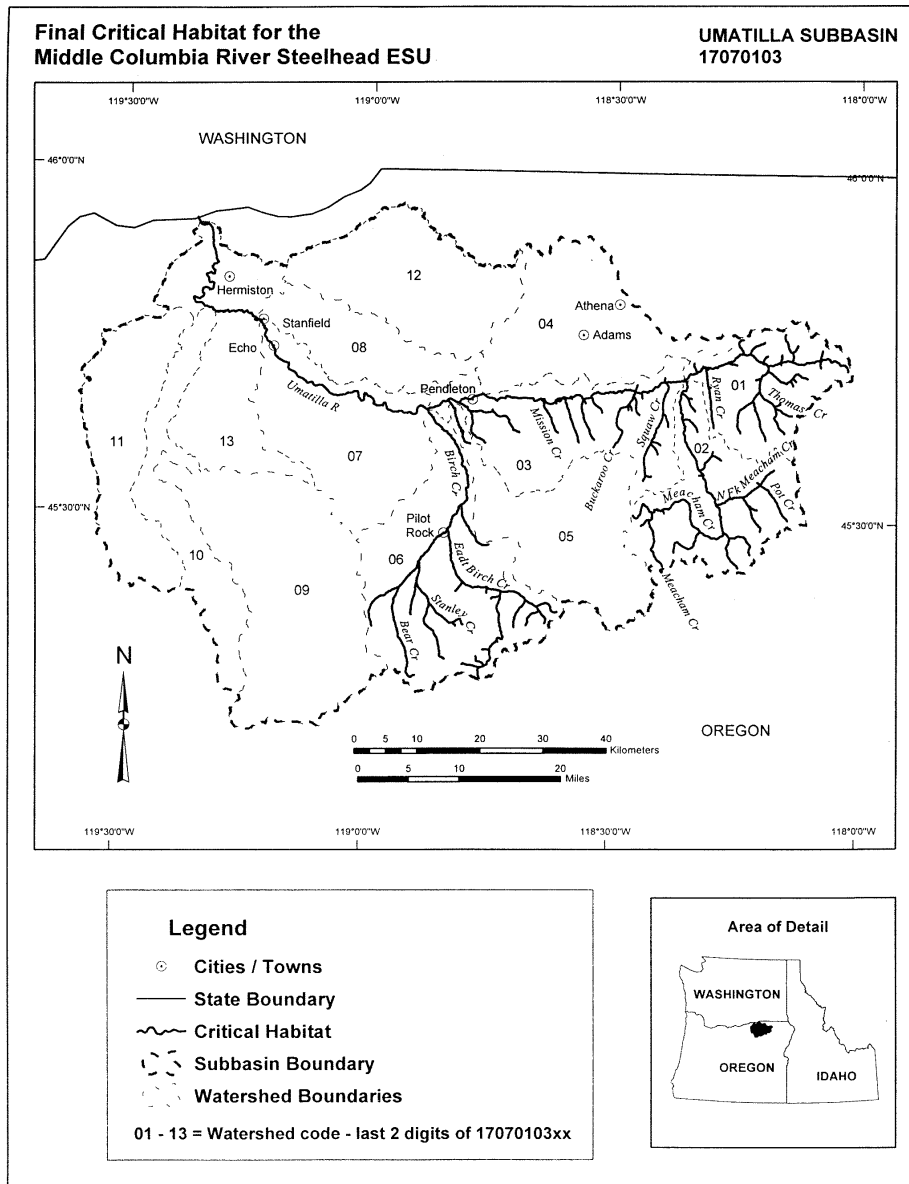 Final Critical Habitat for the
Middle Columbia River Steelhead ESU
UMATILLA SUBBASIN
17070103
119°30'0"W
119°0'0"W
118°30'0"W
118°0'0"W
WASHINGTON
46°0'0"N
46°0'0"N
12
Hermiston
Athena
04
Adams
Stanfield
08
Echo
01
Umatilla R
Pendleton
Ryan Cr
Thomas Cr
Mission Cr
Squaw Cr
11
13
07
Birch Cr
03
Buckaroo Cr
02
N Fk Meacham Cr
Meacham Cr
Pot Cr
45°30'0"N
45°30'0"N
Pilot
Rock
10
09
06
05
Eadt Birch Cr
Stanley Cr
Bear Cr
Meacham Cr
N
OREGON
0 5 10 20 30 40
Kilometers
0 5 10 20
Miles
119°30'0"W
119°0'0"W
118°30'0"W
118°0'0"W
Legend
Cities / Towns
State Boundary
Critical Habitat
Subbasin Boundary
Watershed Boundaries
01 - 13 = Watershed code - last 2 digits of 17070103xx
Area of Detail
WASHINGTON
OREGON
IDAHO